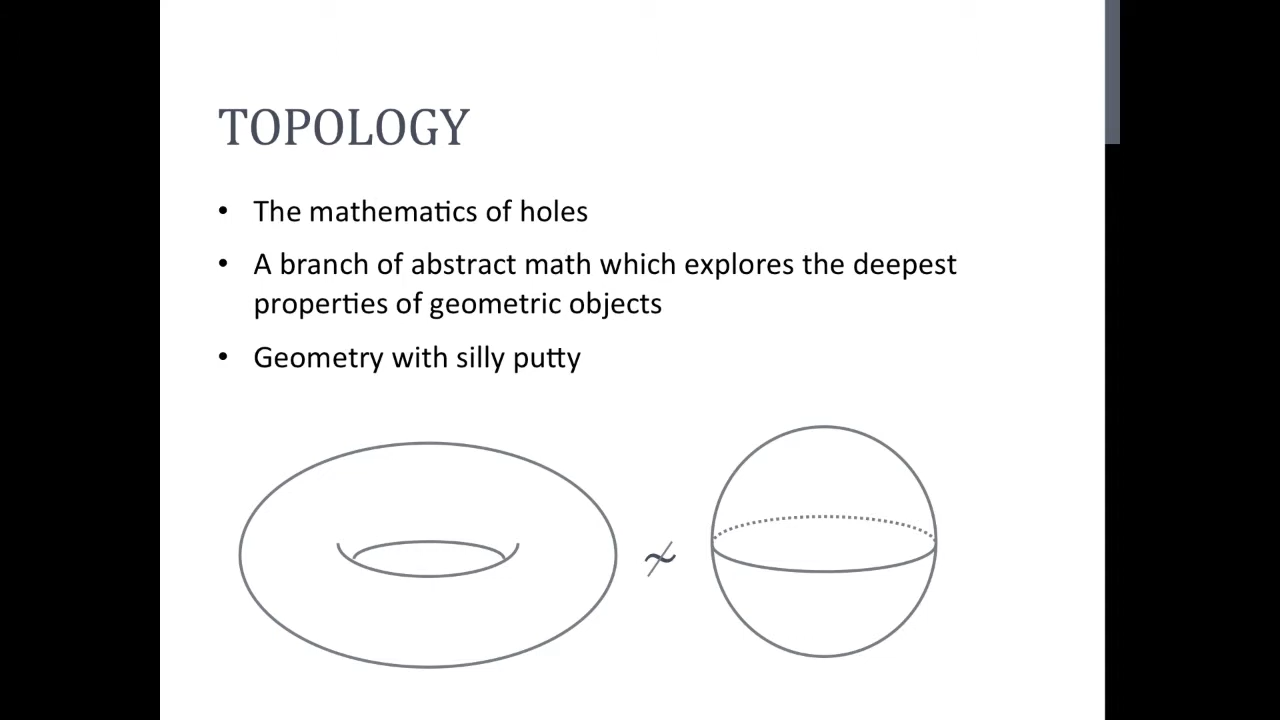 TOPOLOGY
• The mathematics of holes
• A branch of abstract math which explores the deepest
properties of geometric objects
• Geometry with silly putty
≁